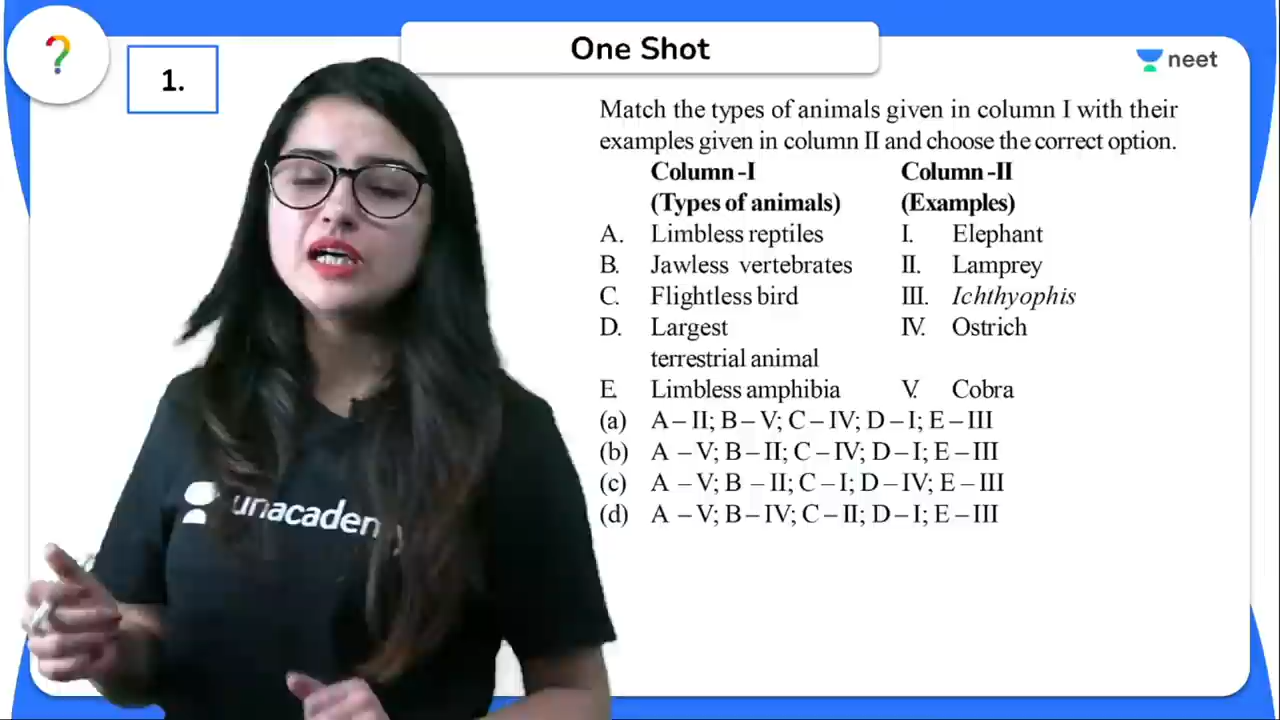 ?
1.
One Shot
neet
Match the types of animals given in column I with their
examples given in column II and choose the correct option.
Column -I Column -II
(Types of animals) (Examples)
A. Limbless reptiles I. Elephant
B. Jawless vertebrates II. Lamprey
C. Flightless bird III. Ichthyophis
D. Largest IV. Ostrich
terrestrial animal
E. Limbless amphibia V. Cobra
(a) A – II; B – V; C – IV; D – I; E – III
(b) A – V; B – II; C – IV; D – I; E – III
(c) A – V; B – II; C – I; D – IV; E – III
(d) A – V; B – IV; C – II; D – I; E – III
unacadem